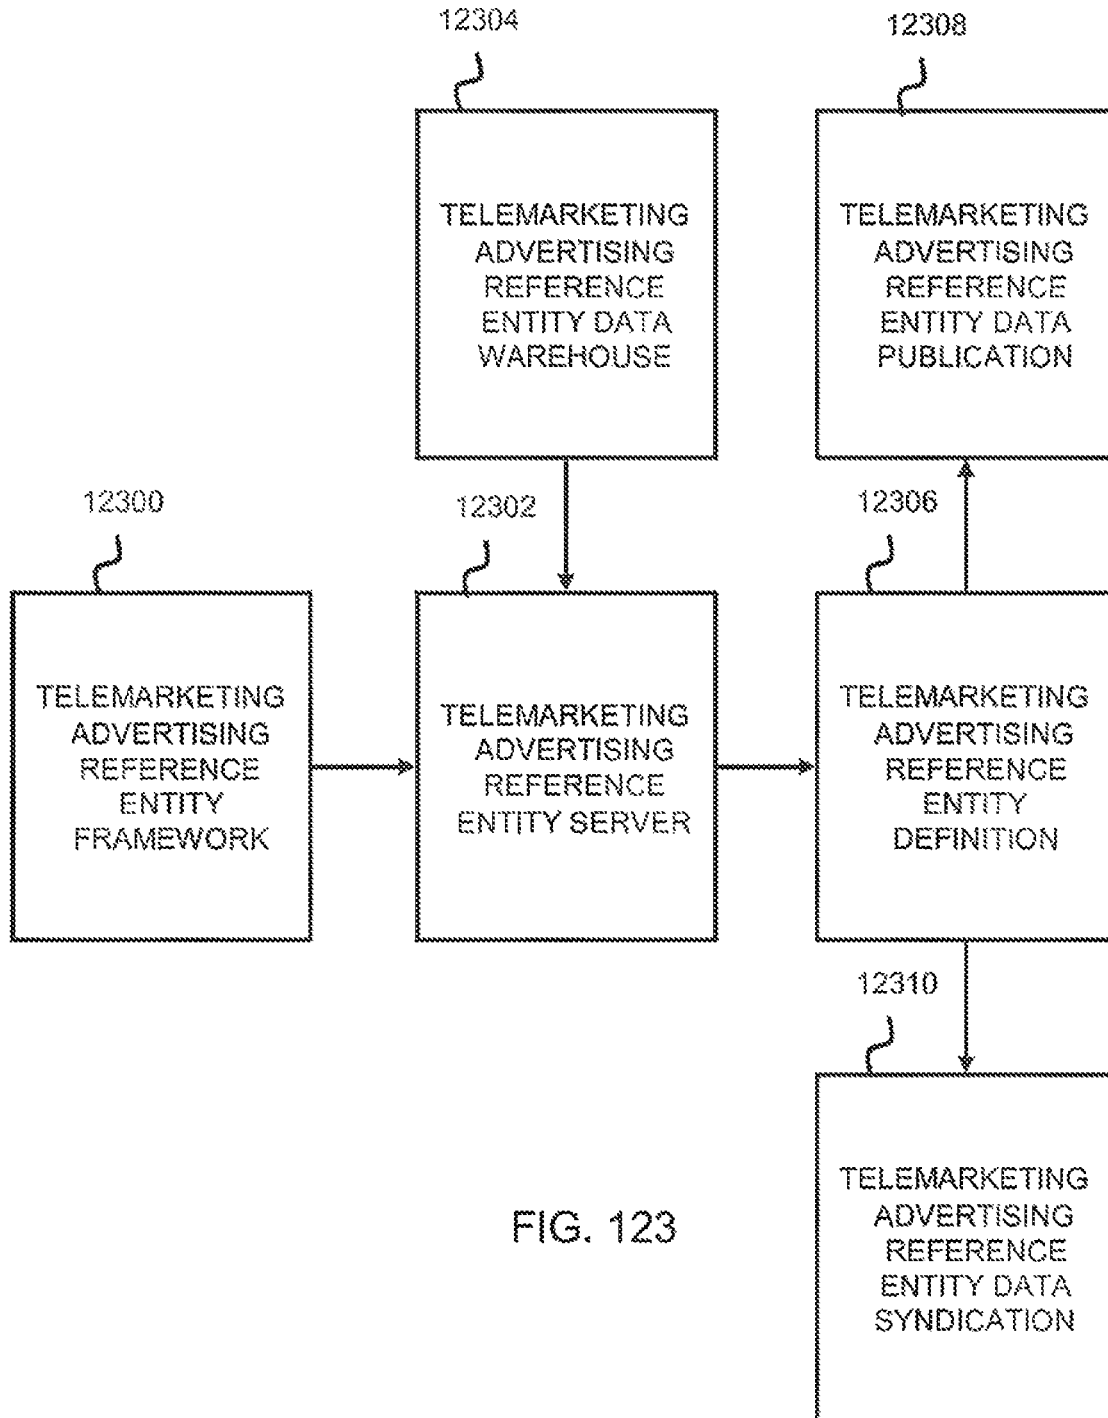 12304
12308
TELEMARKETING
ADVERTISING
REFERENCE
ENTITY DATA
WAREHOUSE
TELEMARKETING
ADVERTISING
REFERENCE
ENTITY DATA
PUBLICATION
12300
12302
12306
TELEMARKETING
ADVERTISING
REFERENCE
ENTITY
FRAMEWORK
TELEMARKETING
ADVERTISING
REFERENCE
ENTITY SERVER
TELEMARKETING
ADVERTISING
REFERENCE
ENTITY
DEFINITION
12310
TELEMARKETING
ADVERTISING
REFERENCE
ENTITY DATA
SYNDICATION
FIG. 123